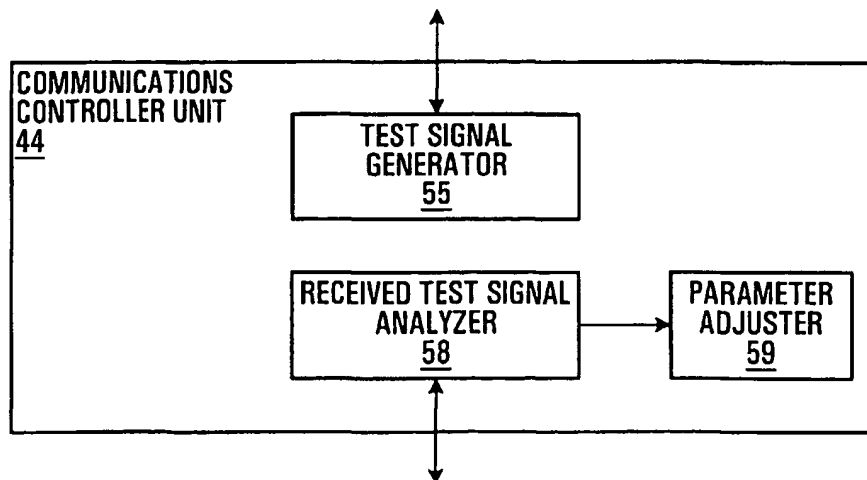 COMMUNICATIONS
CONTROLLER UNIT
44
TEST SIGNAL
GENERATOR
55
RECEIVED TEST SIGNAL
ANALYZER
58
PARAMETER
ADJUSTER
59